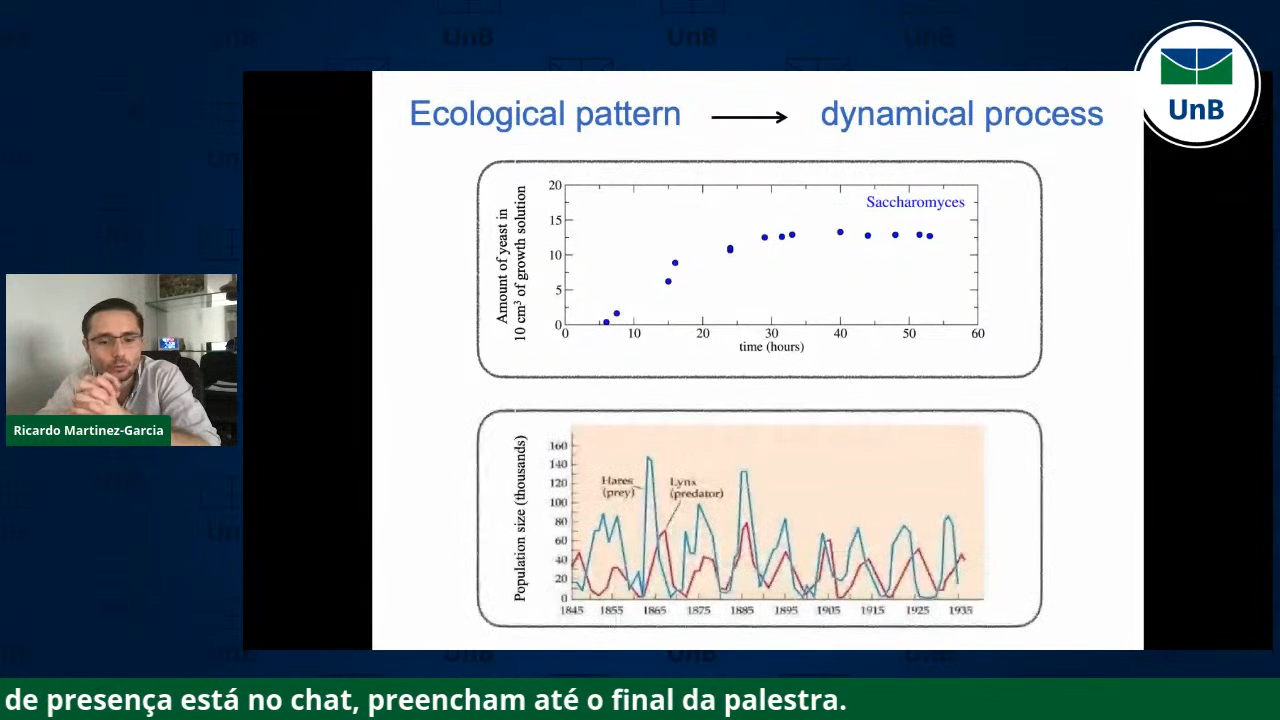 UnB
Ecological pattern → dynamical process
UnB
20
15
10
5
0
Amount of yeast in
10 cm³ of growth solution
Saccharomyces
0 10 20 30 40 50 60
time (hours)
Ricardo Martinez-Garcia
Population size (thousands)
160
140
120
100
80
60
40
20
0
Hares
(prey)
Lynx
(predator)
1845 1855 1865 1875 1885 1895 1905 1915 1925 1935
de presença está no chat, preencham até o final da palestra.